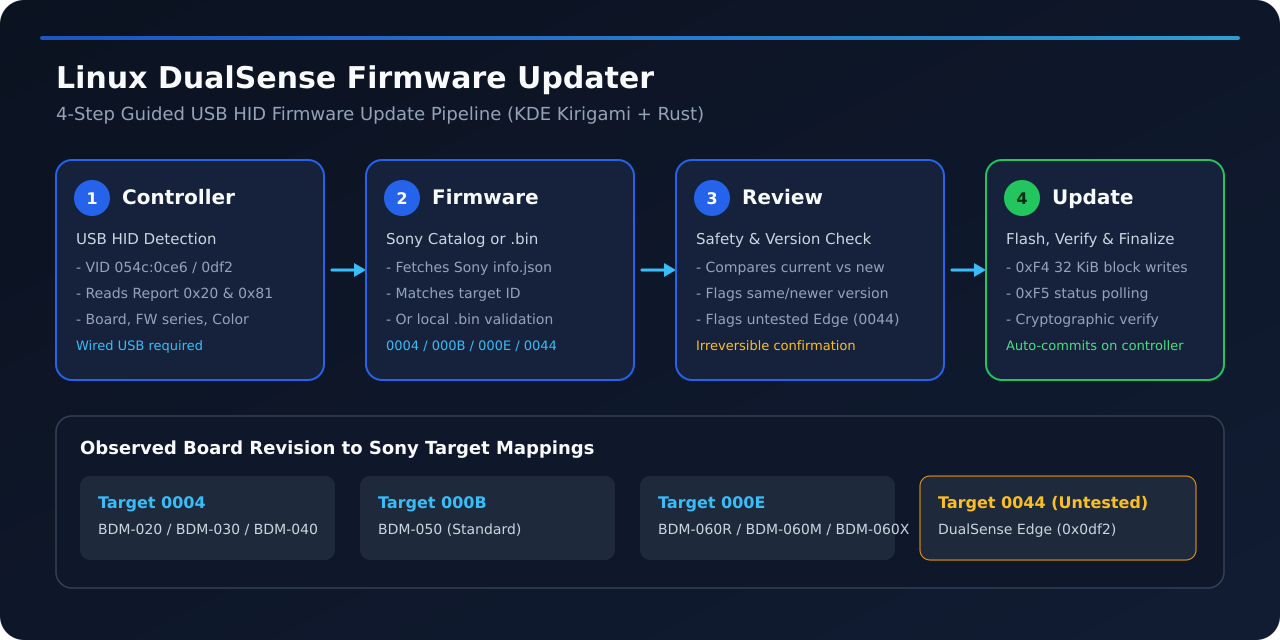 Linux DualSense Firmware Updater
4-Step Guided USB HID Firmware Update Pipeline (KDE Kirigami + Rust)
1 Controller
USB HID Detection
- VID 054c:0ce6 / 0df2
- Reads Report 0x20 & 0x81
- Board, FW series, Color
Wired USB required
2 Firmware
Sony Catalog or .bin
- Fetches Sony info.json
- Matches target ID
- Or local .bin validation
0004 / 000B / 000E / 0044
3 Review
Safety & Version Check
- Compares current vs new
- Flags same/newer version
- Flags untested Edge (0044)
Irreversible confirmation
4 Update
Flash, Verify & Finalize
- 0xF4 32 KiB block writes
- 0xF5 status polling
- Cryptographic verify
Auto-commits on controller
Observed Board Revision to Sony Target Mappings
Target 0004
BDM-020 / BDM-030 / BDM-040
Target 000B
BDM-050 (Standard)
Target 000E
BDM-060R / BDM-060M / BDM-060X
Target 0044 (Untested)
DualSense Edge (0x0df2)